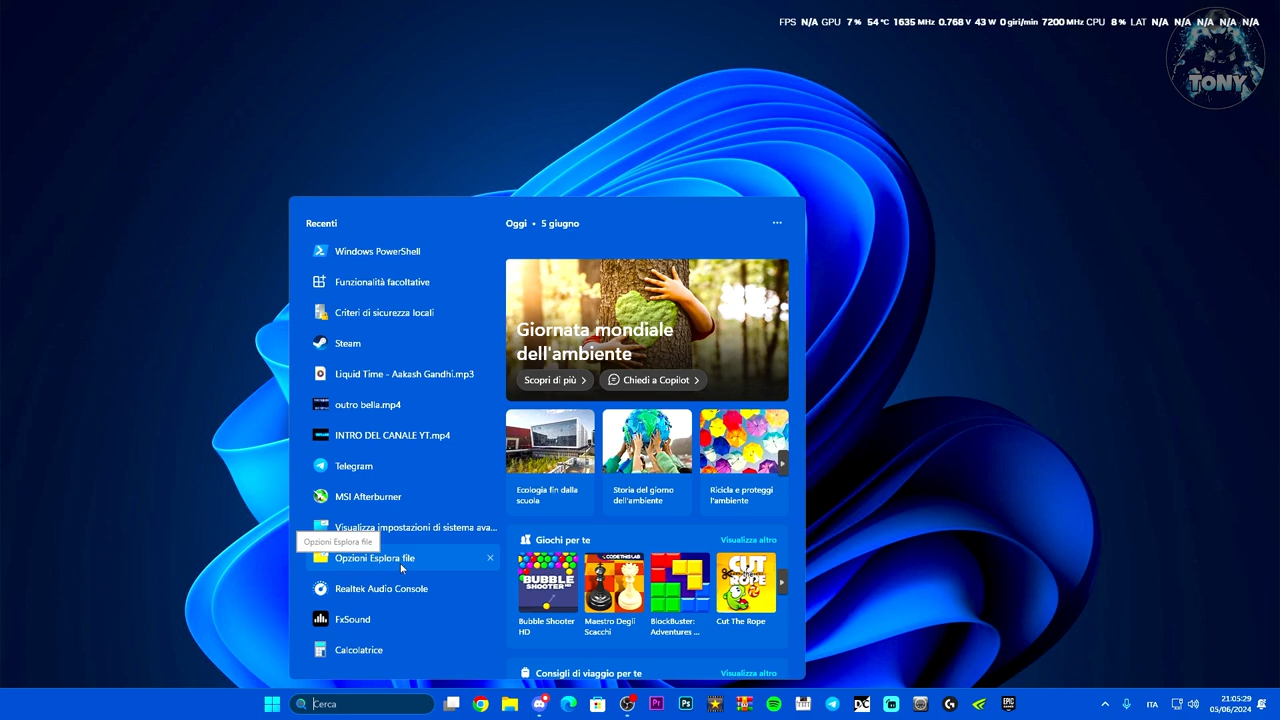 FPS N/A GPU 7 % 54 °C 1635 MHz 0.768 V 43 W 0 giri/min 7200 MHz CPU 8 % LAT N/A N/A N/A N/A N/A
TONY
Recenti
Windows PowerShell
Funzionalità facoltative
Criteri di sicurezza locali
Steam
Liquid Time - Aakash Gandhi.mp3
outro bella.mp4
INTRO DEL CANALE YT.mp4
Telegram
MSI Afterburner
Visualizza impostazioni di sistema ava...
Opzioni Esplora file
Opzioni Esplora file
Realtek Audio Console
FxSound
Calcolatrice
Oggi • 5 giugno
Giornata mondiale
dell'ambiente
Scopri di più
Chiedi a Copilot
Ecologia fin dalla
scuola
Storia del giorno
dell'ambiente
Ricicla e proteggi
l'ambiente
Giochi per te
Visualizza altro
BUBBLE
SHOOTER
CODETHISLAB
CUT
ROPE
Bubble Shooter
HD
Maestro Degli
Scacchi
BlockBuster:
Adventures ...
Cut The Rope
Consigli di viaggio per te
Visualizza altro
Cerca
Pr
Ps
EPIC
ITA
21:05:29
05/06/2024